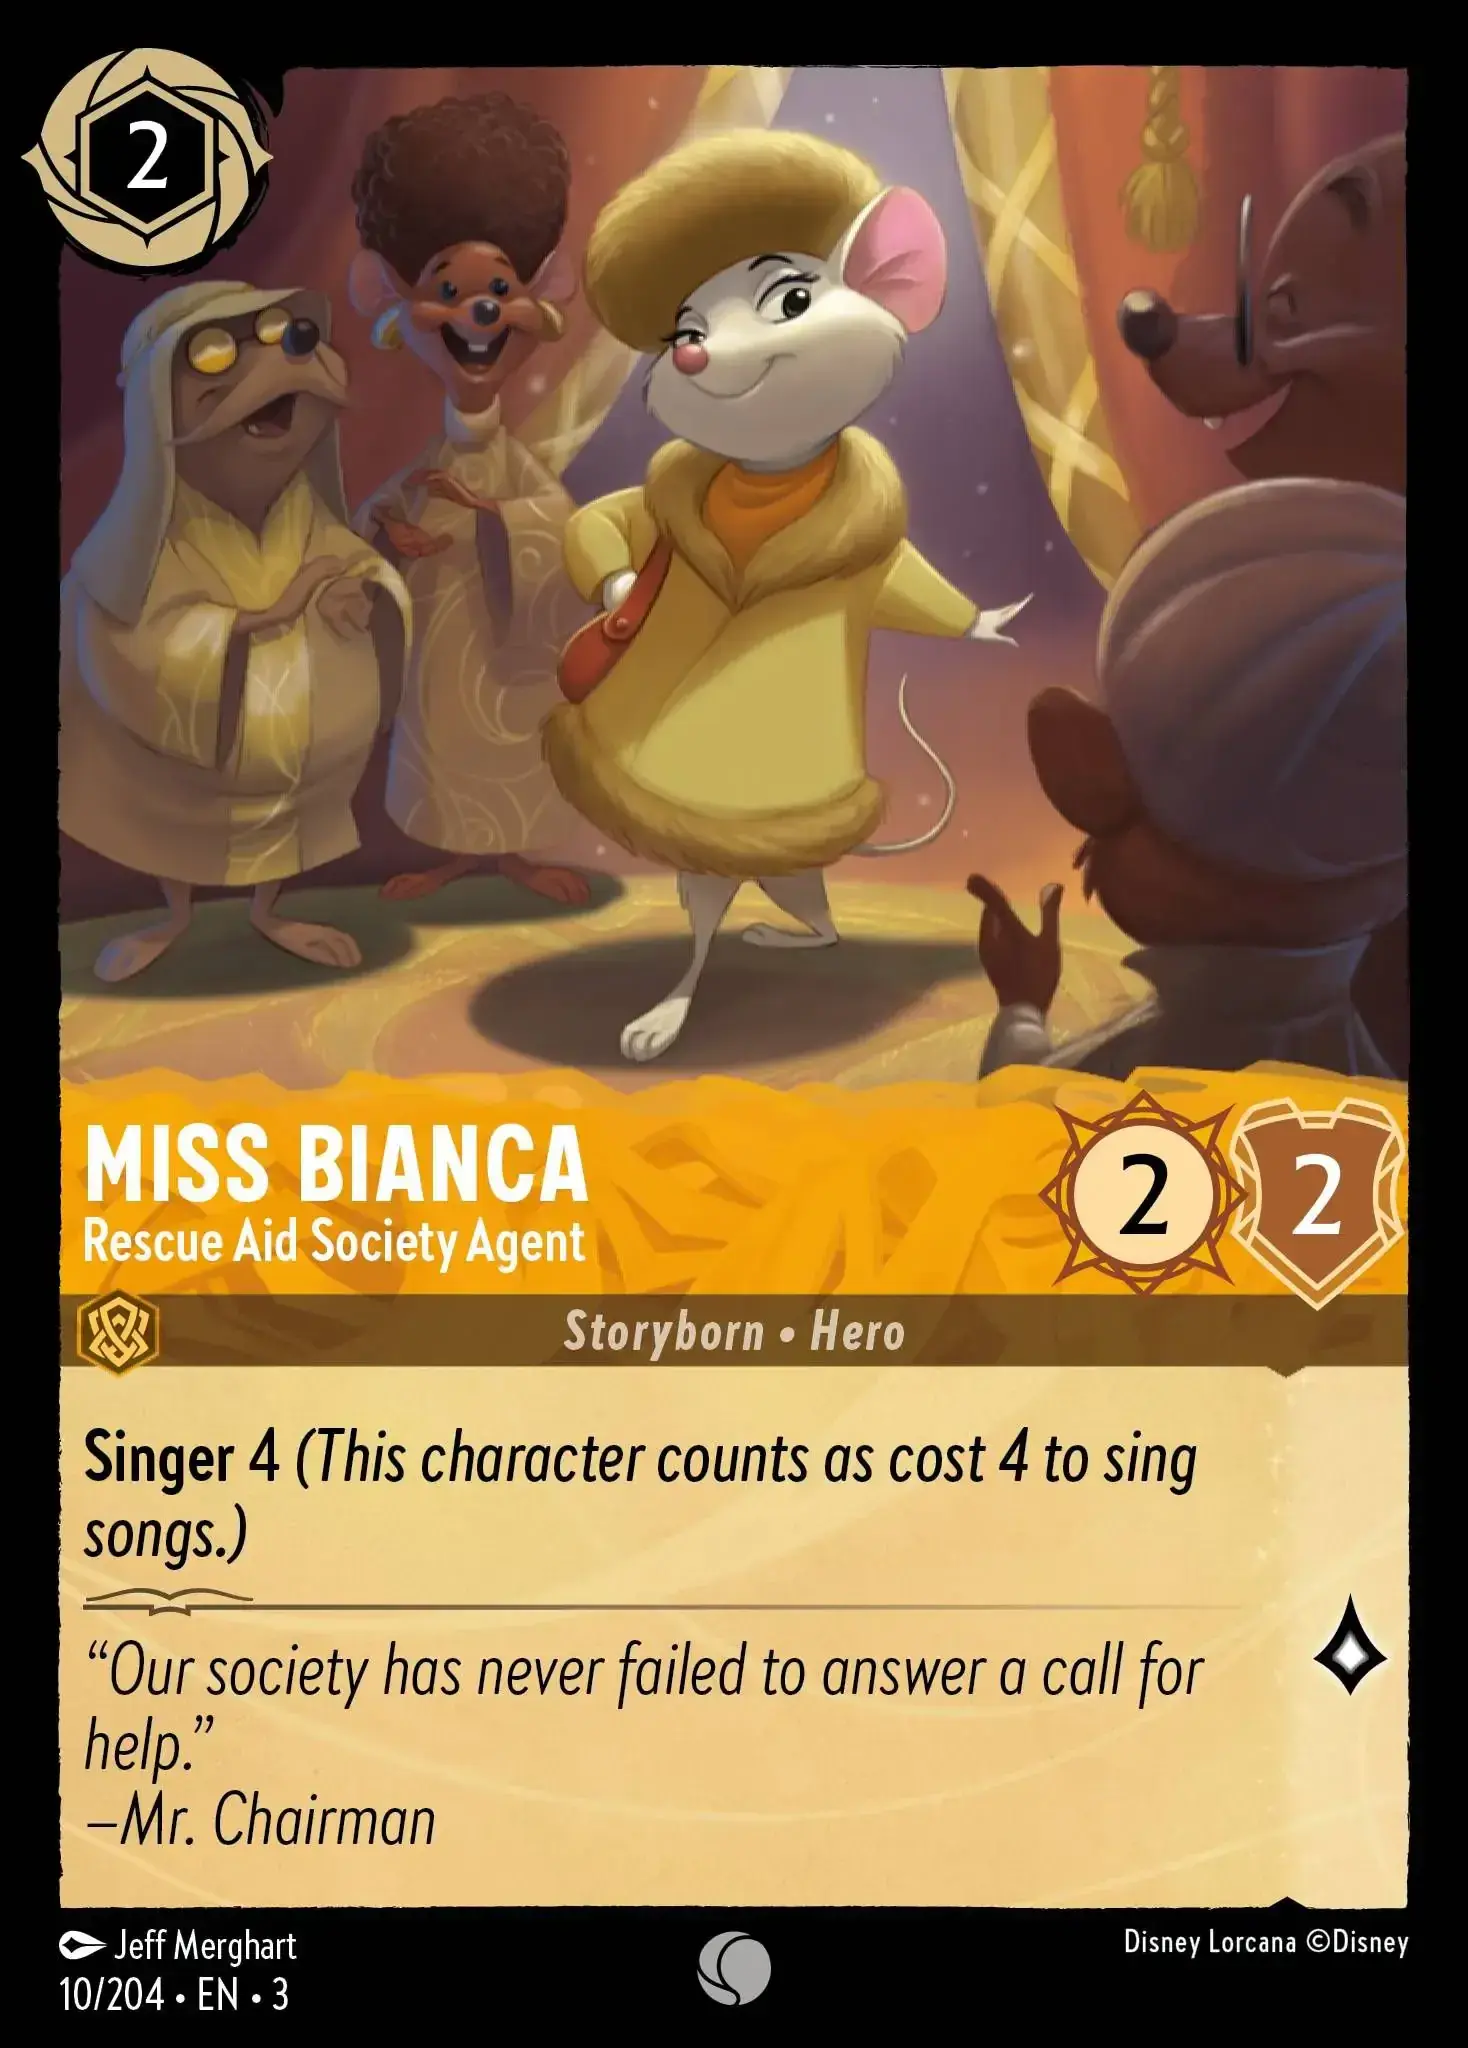 2
MISS BIANCA
Rescue Aid Society Agent
2 2
Storyborn • Hero
Singer 4 (This character counts as cost 4 to sing
songs.)
“Our society has never failed to answer a call for
help.”
–Mr. Chairman
Jeff Merghart
10/204 • EN • 3
Disney Lorcana ©Disney